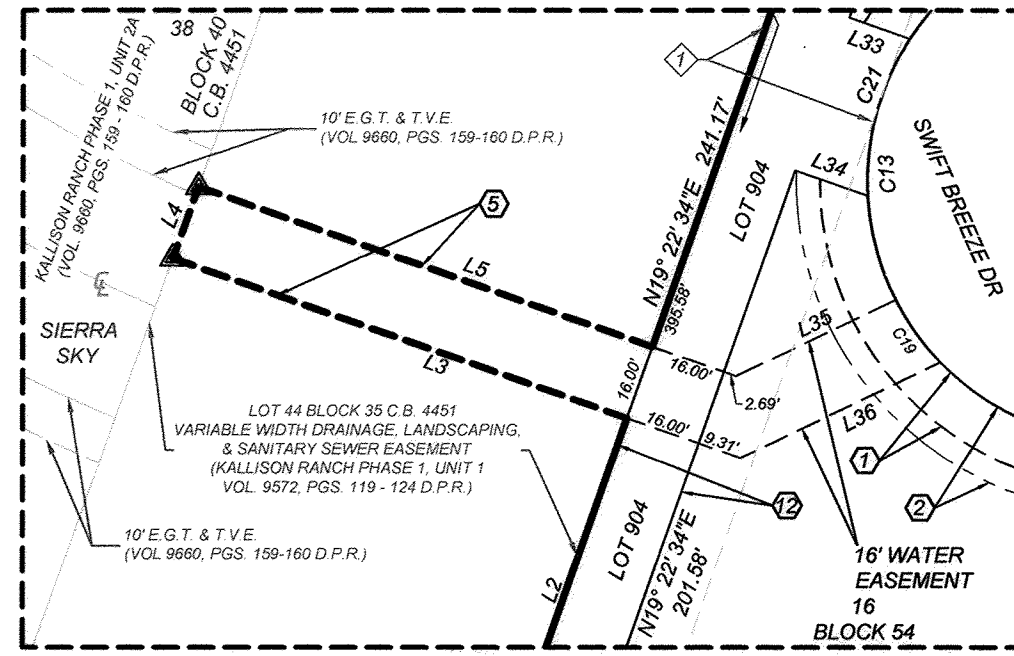 38
BLOCK 40
C.B. 4451
KALLISON RANCH PHASE 1, UNIT 2A
(VOL. 9660, PGS. 159 - 160 D.P.R.)
10' E.G.T. & T.V.E.
(VOL 9660, PGS. 159-160 D.P.R.)
1
L33
C21
SWIFT BREEZE DR
C13
L34
LOT 904
N19° 22' 34"E 241.17'
395.58'
5
L4
L5
L3
SIERRA
SKY
L35
C19
L36
16.00'
16.00'
2.69'
16.00'
9.31'
LOT 44 BLOCK 35 C.B. 4451
VARIABLE WIDTH DRAINAGE, LANDSCAPING,
& SANITARY SEWER EASEMENT
(KALLISON RANCH PHASE 1, UNIT 1
VOL. 9572, PGS. 119 - 124 D.P.R.)
1
2
12
10' E.G.T. & T.V.E.
(VOL 9660, PGS. 159-160 D.P.R.)
L2
LOT 904
N19° 22' 34"E
201.58'
16' WATER
EASEMENT
16
BLOCK 54